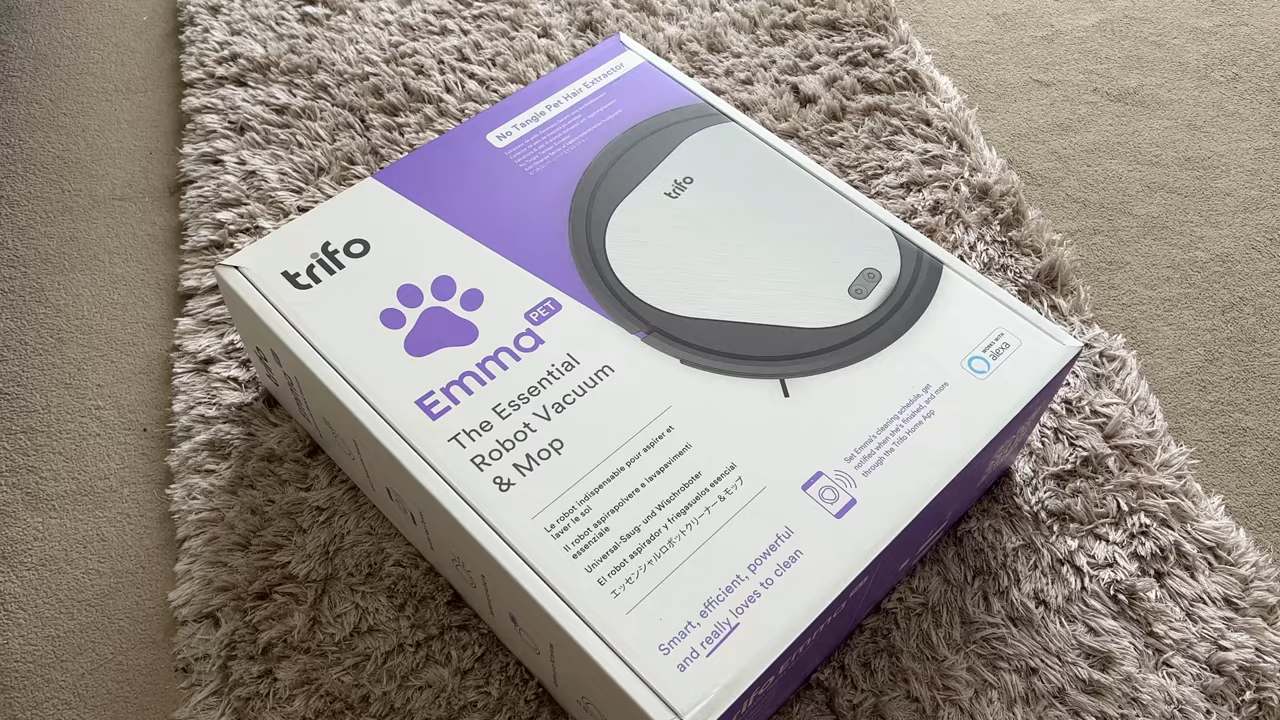 No Tangle Pet Hair Extractor
trifo
trifo
Emma PET
The Essential
Robot Vacuum
& Mop
Le robot indispensable pour aspirer et
laver le sol
Il robot aspirapolvere e lavapavimenti
essenziale
Universal-Saug- und Wischroboter
El robot aspirador y friegasuelos esencial
エッセンシャルロボットクリーナー&モップ
Set Emma's cleaning schedule, get
notified when she's finished, and more
through the Trifo Home App
Smart, efficient, powerful
and really loves to clean
trifo Emma